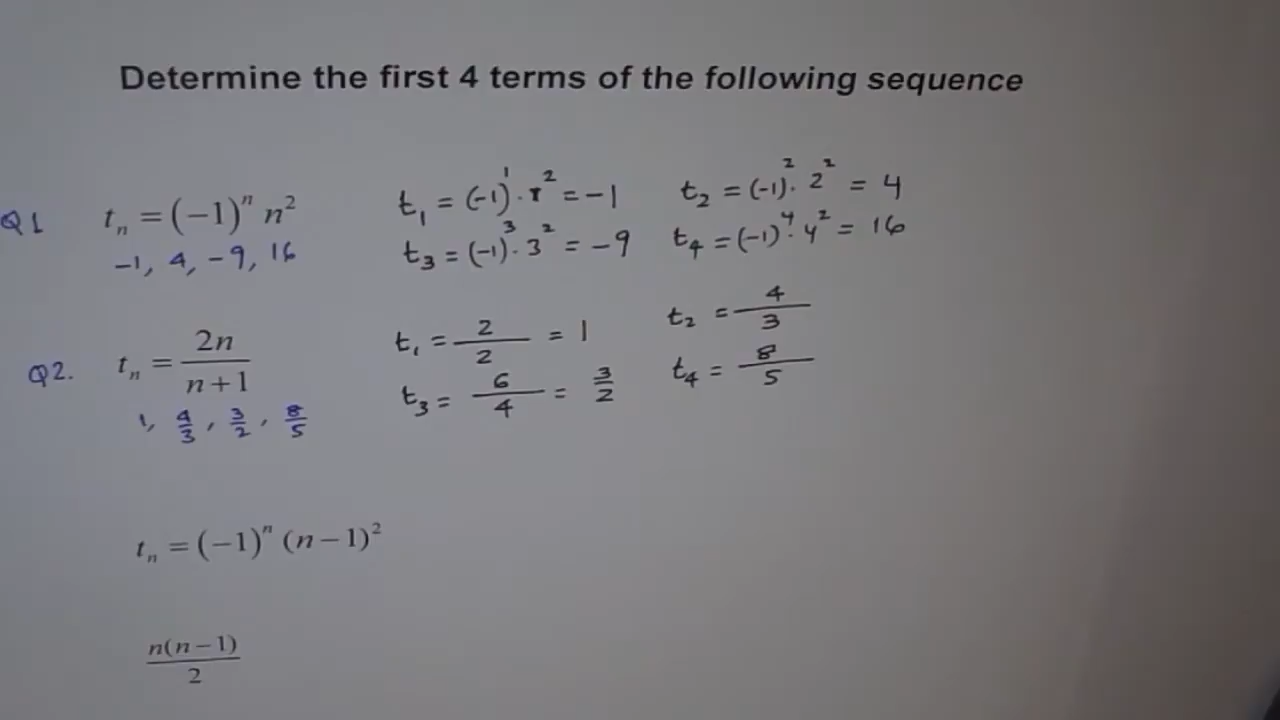 Determine the first 4 terms of the following sequence
Q1 tₙ = (−1)ⁿ n² t₁ = (-1)¹ · 1² = -1 t₂ = (-1)² · 2² = 4
-1, 4, -9, 16 t₃ = (-1)³ · 3² = -9 t₄ = (-1)⁴ · 4² = 16
Q2. tₙ = 2n/(n+1) t₁ = 2/2 = 1 t₂ = 4/3
1, 4/3, 3/2, 8/5 t₃ = 6/4 = 3/2 t₄ = 8/5
tₙ = (−1)ⁿ (n−1)²
n(n−1)/2